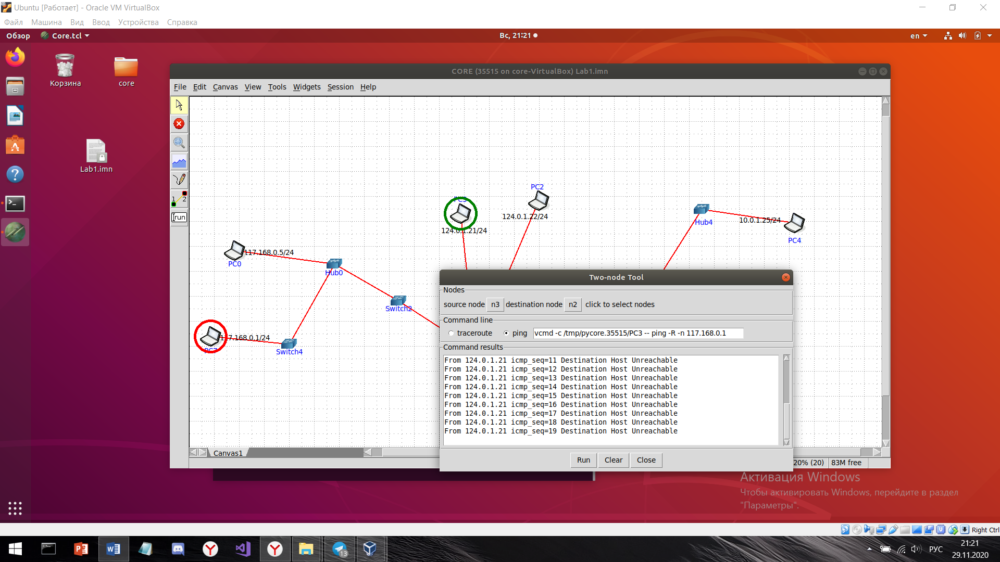 Ubuntu [Работает] - Oracle VM VirtualBox
Файл Машина Вид Ввод Устройства Справка
Обзор Core.tcl Вс, 21:21 en
Корзина core
Lab1.imn
CORE (35515 on core-VirtualBox) Lab1.imn
File Edit Canvas View Tools Widgets Session Help
1 2
run
PC2
124.0.1.22/24
PC3
124.0.1.21/24
Hub4
10.0.1.25/24
PC4
117.168.0.5/24
PC0
Hub0
Switch2
117.168.0.1/24
PC7
Switch4
Two-node Tool
Nodes
source node n3 destination node n2 click to select nodes
Command line
traceroute ping vcmd -c /tmp/pycore.35515/PC3 -- ping -R -n 117.168.0.1
Command results
From 124.0.1.21 icmp_seq=11 Destination Host Unreachable
From 124.0.1.21 icmp_seq=12 Destination Host Unreachable
From 124.0.1.21 icmp_seq=13 Destination Host Unreachable
From 124.0.1.21 icmp_seq=14 Destination Host Unreachable
From 124.0.1.21 icmp_seq=15 Destination Host Unreachable
From 124.0.1.21 icmp_seq=16 Destination Host Unreachable
From 124.0.1.21 icmp_seq=17 Destination Host Unreachable
From 124.0.1.21 icmp_seq=18 Destination Host Unreachable
From 124.0.1.21 icmp_seq=19 Destination Host Unreachable
Run Clear Close
Canvas1
20% (20) 83M free
Активация Windows
Чтобы активировать Windows, перейдите в раздел
"Параметры".
Right Ctrl
13
РУС
21:21
29.11.2020